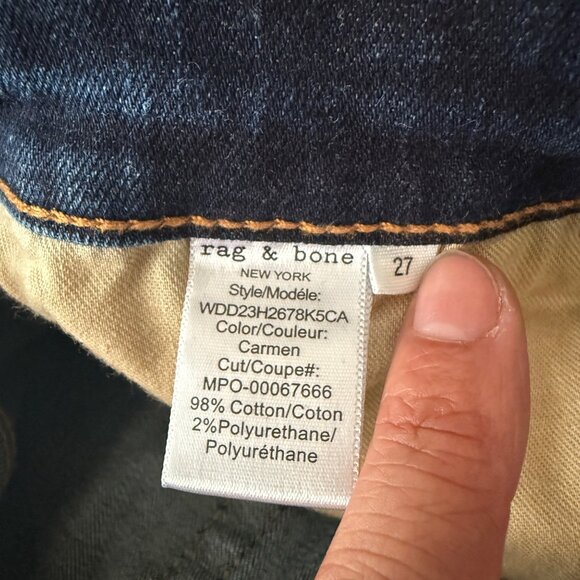 rag & bone
NEW YORK
Style/Modéle:
WDD23H2678K5CA
Color/Couleur:
Carmen
Cut/Coupe#:
MPO-00067666
98% Cotton/Coton
2%Polyurethane/
Polyuréthane
27